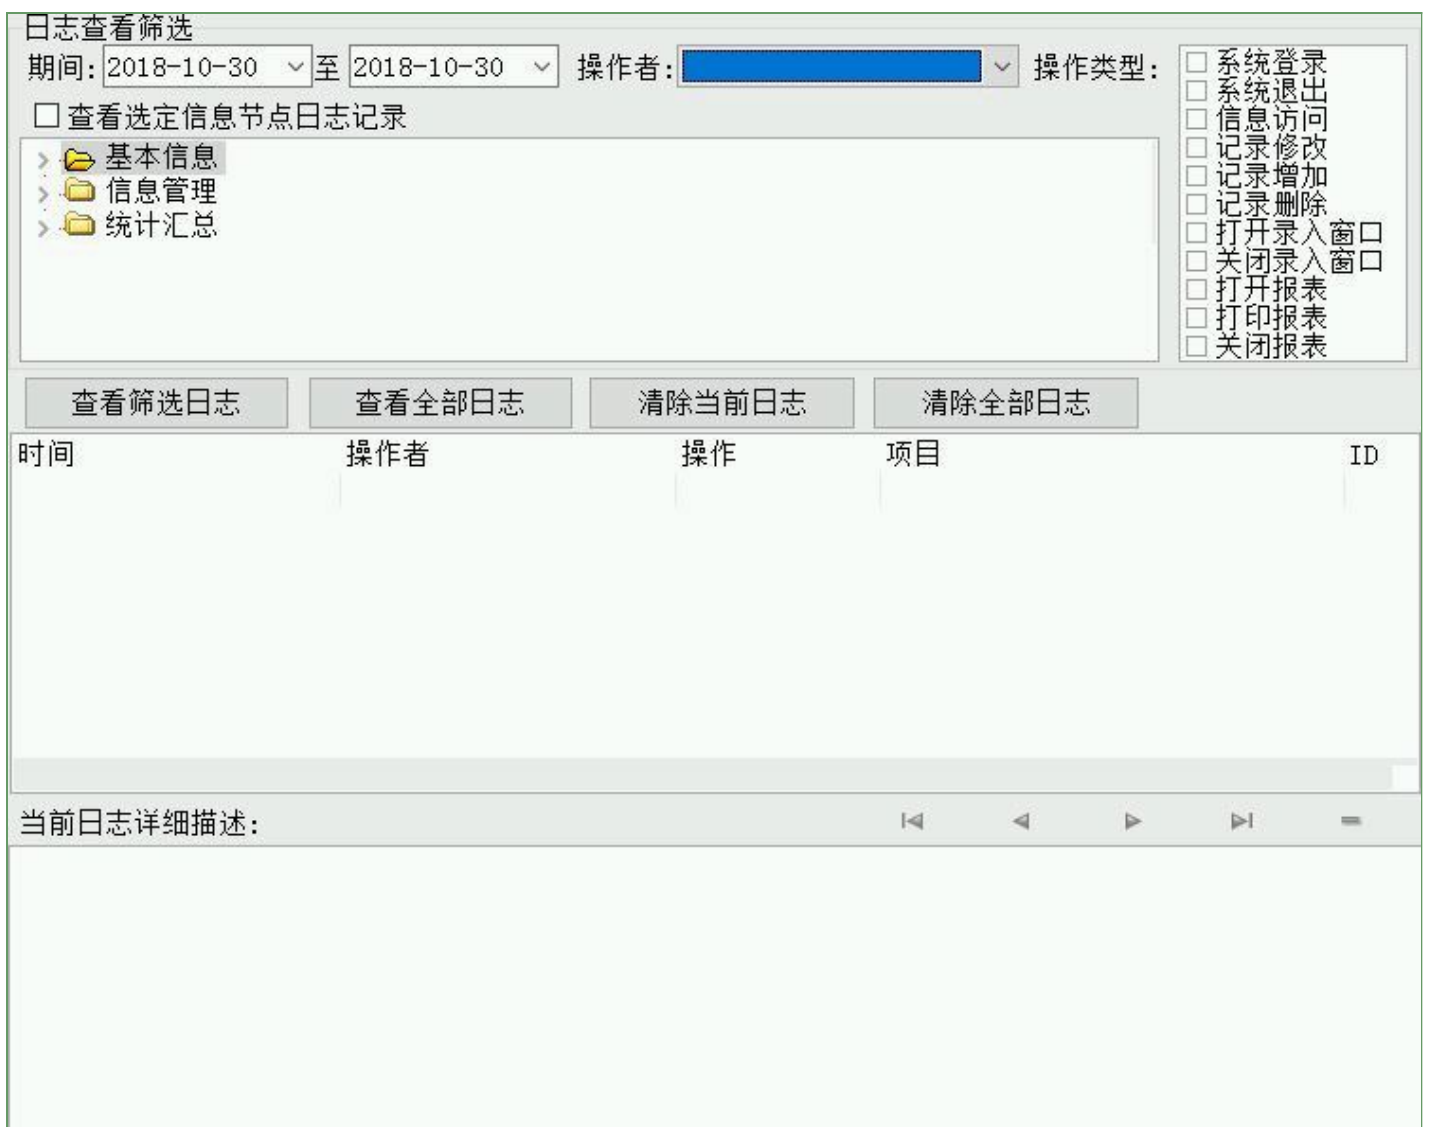 日志查看筛选
期间: 2018-10-30 至 2018-10-30 操作者: 操作类型:
系统登录
系统退出
信息访问
记录修改
记录增加
记录删除
打开录入窗口
关闭录入窗口
打开报表
打印报表
关闭报表
查看选定信息节点日志记录
基本信息
信息管理
统计汇总
查看筛选日志 查看全部日志 清除当前日志 清除全部日志
时间 操作者 操作 项目 ID
当前日志详细描述: